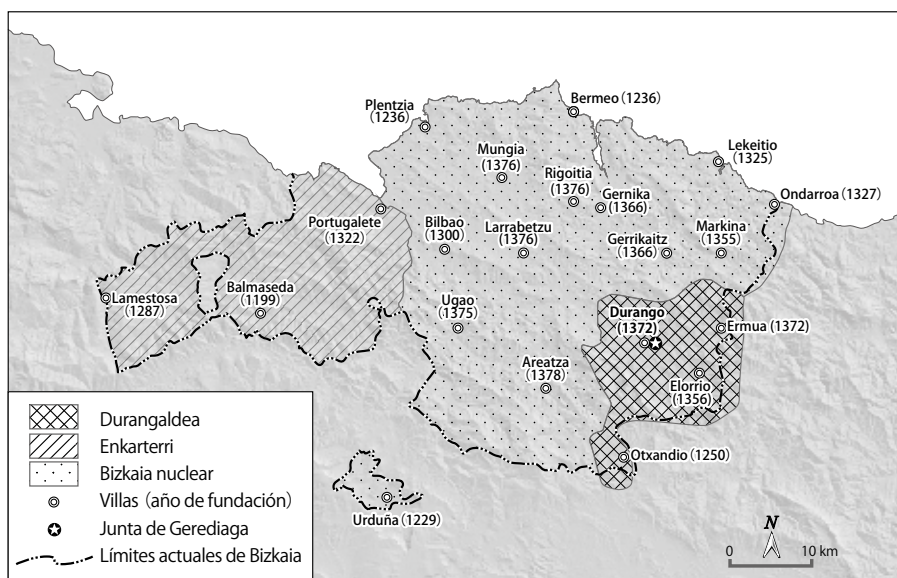 Plentzia
(1236)
Bermeo (1236)
Lekeitio
(1325)
Mungia
(1376)
Rigoitia
(1376)
Gernika
(1366)
Ondarroa (1327)
Portugalete
(1322)
Bilbao
(1300)
Larrabetzu
(1376)
Gerrikaitz
(1366)
Markina
(1355)
Lamestosa
(1287)
Balmaseda
(1199)
Ugao
(1375)
Durango
(1372)
Ermua (1372)
Areatza
(1378)
Elorrio
(1356)
Otxandio (1250)
Urduña (1229)
Durangaldea
Enkarterri
Bizkaia nuclear
Villas (año de fundación)
Junta de Gerediaga
Límites actuales de Bizkaia
N
0 10 km